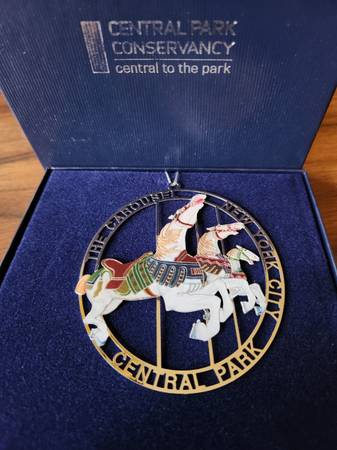 CENTRAL PARK
CONSERVANCY
central to the park
THE CAROUSEL
NEW YORK CITY
CENTRAL PARK